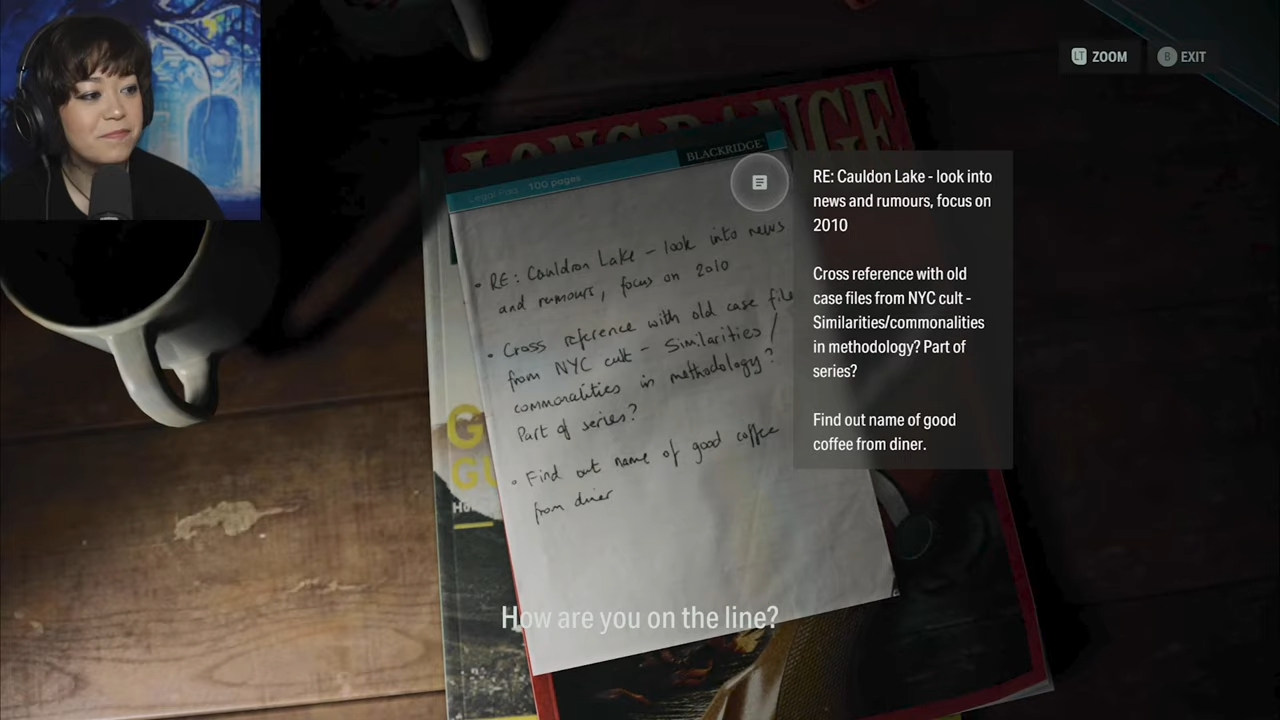 LT ZOOM
B EXIT
LONG RANGE
BLACKRIDGE
Legal Pad 100 pages
• RE: Cauldron Lake - look into news
and rumours, focus on 2010
• Cross reference with old case file
from NYC cult - Similarities /
commonalities in methodology?
Part of series?
• Find out name of good coffee
from diner
RE: Cauldon Lake - look into
news and rumours, focus on
2010
Cross reference with old
case files from NYC cult -
Similarities/commonalities
in methodology? Part of
series?
Find out name of good
coffee from diner.
How are you on the line?